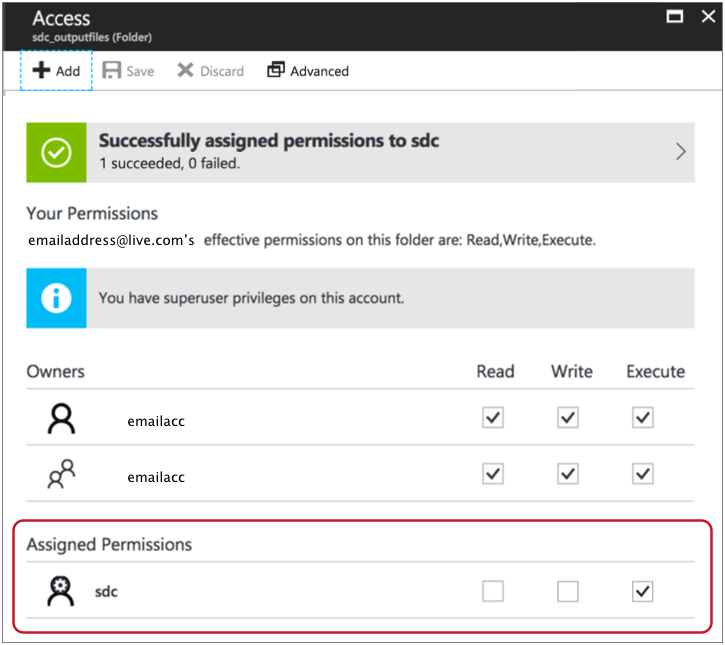 Access
sdc_outputfiles (Folder)
Add Save Discard Advanced
Successfully assigned permissions to sdc
1 succeeded, 0 failed.
Your Permissions
emailaddress@live.com’s effective permissions on this folder are: Read,Write,Execute.
You have superuser privileges on this account.
Owners Read Write Execute
emailacc
emailacc
Assigned Permissions
sdc